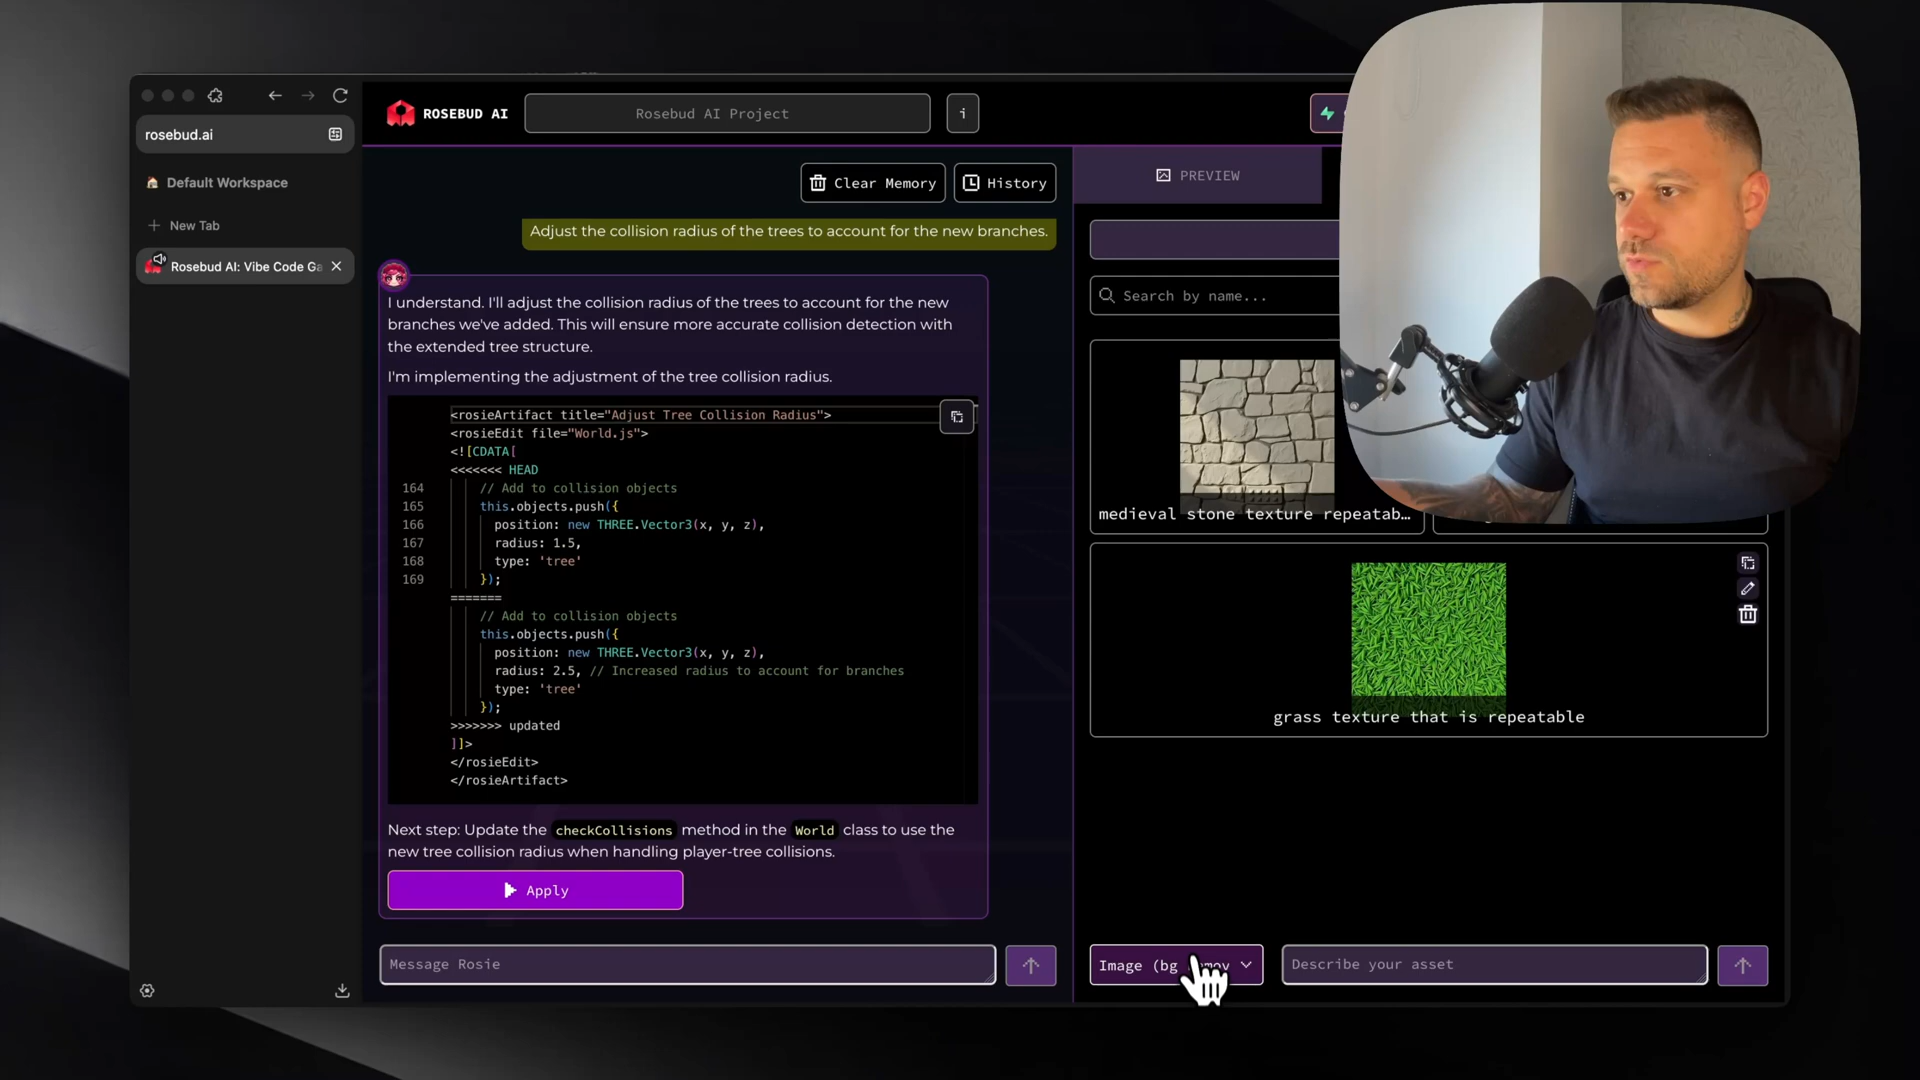 rosebud.ai
Default Workspace
New Tab
Rosebud AI: Vibe Code Ga
ROSEBUD AI
Rosebud AI Project
i
Clear Memory
History
Adjust the collision radius of the trees to account for the new branches.
I understand. I'll adjust the collision radius of the trees to account for the new
branches we've added. This will ensure more accurate collision detection with
the extended tree structure.
I'm implementing the adjustment of the tree collision radius.
<rosieArtifact title="Adjust Tree Collision Radius">
<rosieEdit file="World.js">
<![CDATA[
<<<<<<< HEAD
164 // Add to collision objects
165 this.objects.push({
166 position: new THREE.Vector3(x, y, z),
167 radius: 1.5,
168 type: 'tree'
169 });
=======
// Add to collision objects
this.objects.push({
position: new THREE.Vector3(x, y, z),
radius: 2.5, // Increased radius to account for branches
type: 'tree'
});
>>>>>>> updated
]]>
</rosieEdit>
</rosieArtifact>
Next step: Update the checkCollisions method in the World class to use the
new tree collision radius when handling player-tree collisions.
Apply
Message Rosie
PREVIEW
Search by name...
medieval stone texture repeatab...
grass texture that is repeatable
Image (bg
Describe your asset